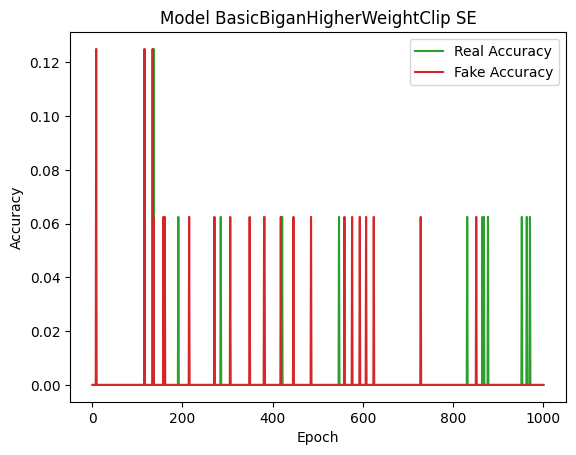 Model BasicBiganHigherWeightClip SE
Real Accuracy
Fake Accuracy
Accuracy
0.12
0.10
0.08
0.06
0.04
0.02
0.00
0 200 400 600 800 1000
Epoch